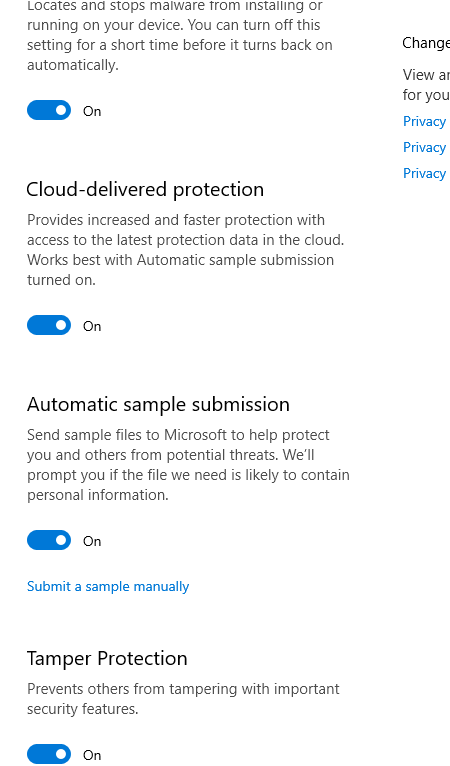 Locates and stops malware from installing or
running on your device. You can turn off this
setting for a short time before it turns back on
automatically.
On
Cloud-delivered protection
Provides increased and faster protection with
access to the latest protection data in the cloud.
Works best with Automatic sample submission
turned on.
On
Automatic sample submission
Send sample files to Microsoft to help protect
you and others from potential threats. We'll
prompt you if the file we need is likely to contain
personal information.
On
Submit a sample manually
Tamper Protection
Prevents others from tampering with important
security features.
On
Change
View
for you
Privacy
Privacy
Privacy